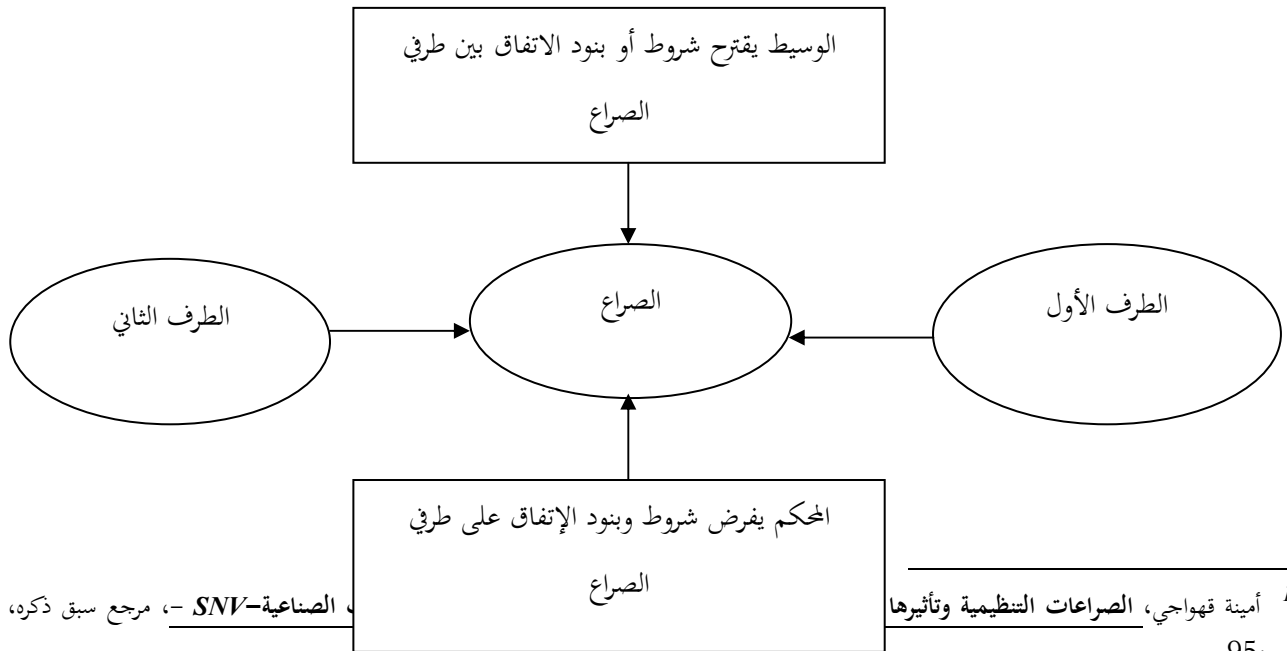 الوسيط يقترح شروط أو بنود الاتفاق بين طرفي
الصراع
الطرف الأول
الصراع
الطرف الثاني
المحكم يفرض شروط وبنود الإتفاق على طرفي
الصراع
أمينة قهواجي، الصراعات التنظيمية وتأثيرها الصناعية–SNV –، مرجع سبق ذكره،